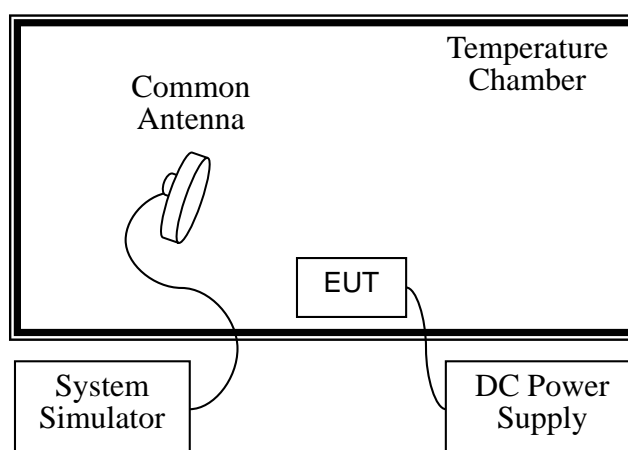 Temperature
Chamber
Common
Antenna
EUT
System
Simulator
DC Power
Supply